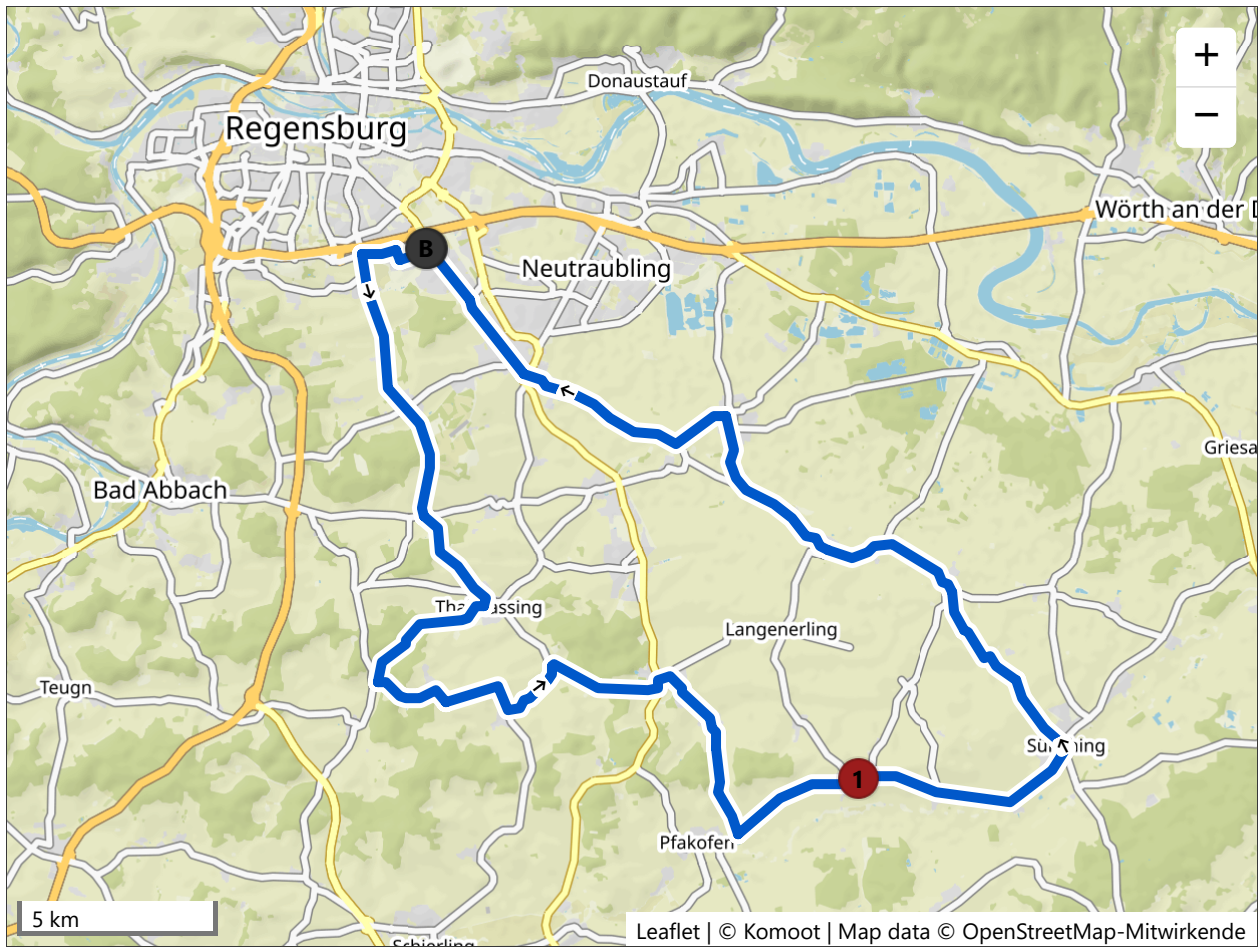 +
Donaustauf
−
Regensburg
Wörth an der D
B
Neutraubling
Griesa
Bad Abbach
Langenerling
Teugn
1
Pfakofen
5 km
Schierling
Leaflet | © Komoot | Map data © OpenStreetMap-Mitwirkende